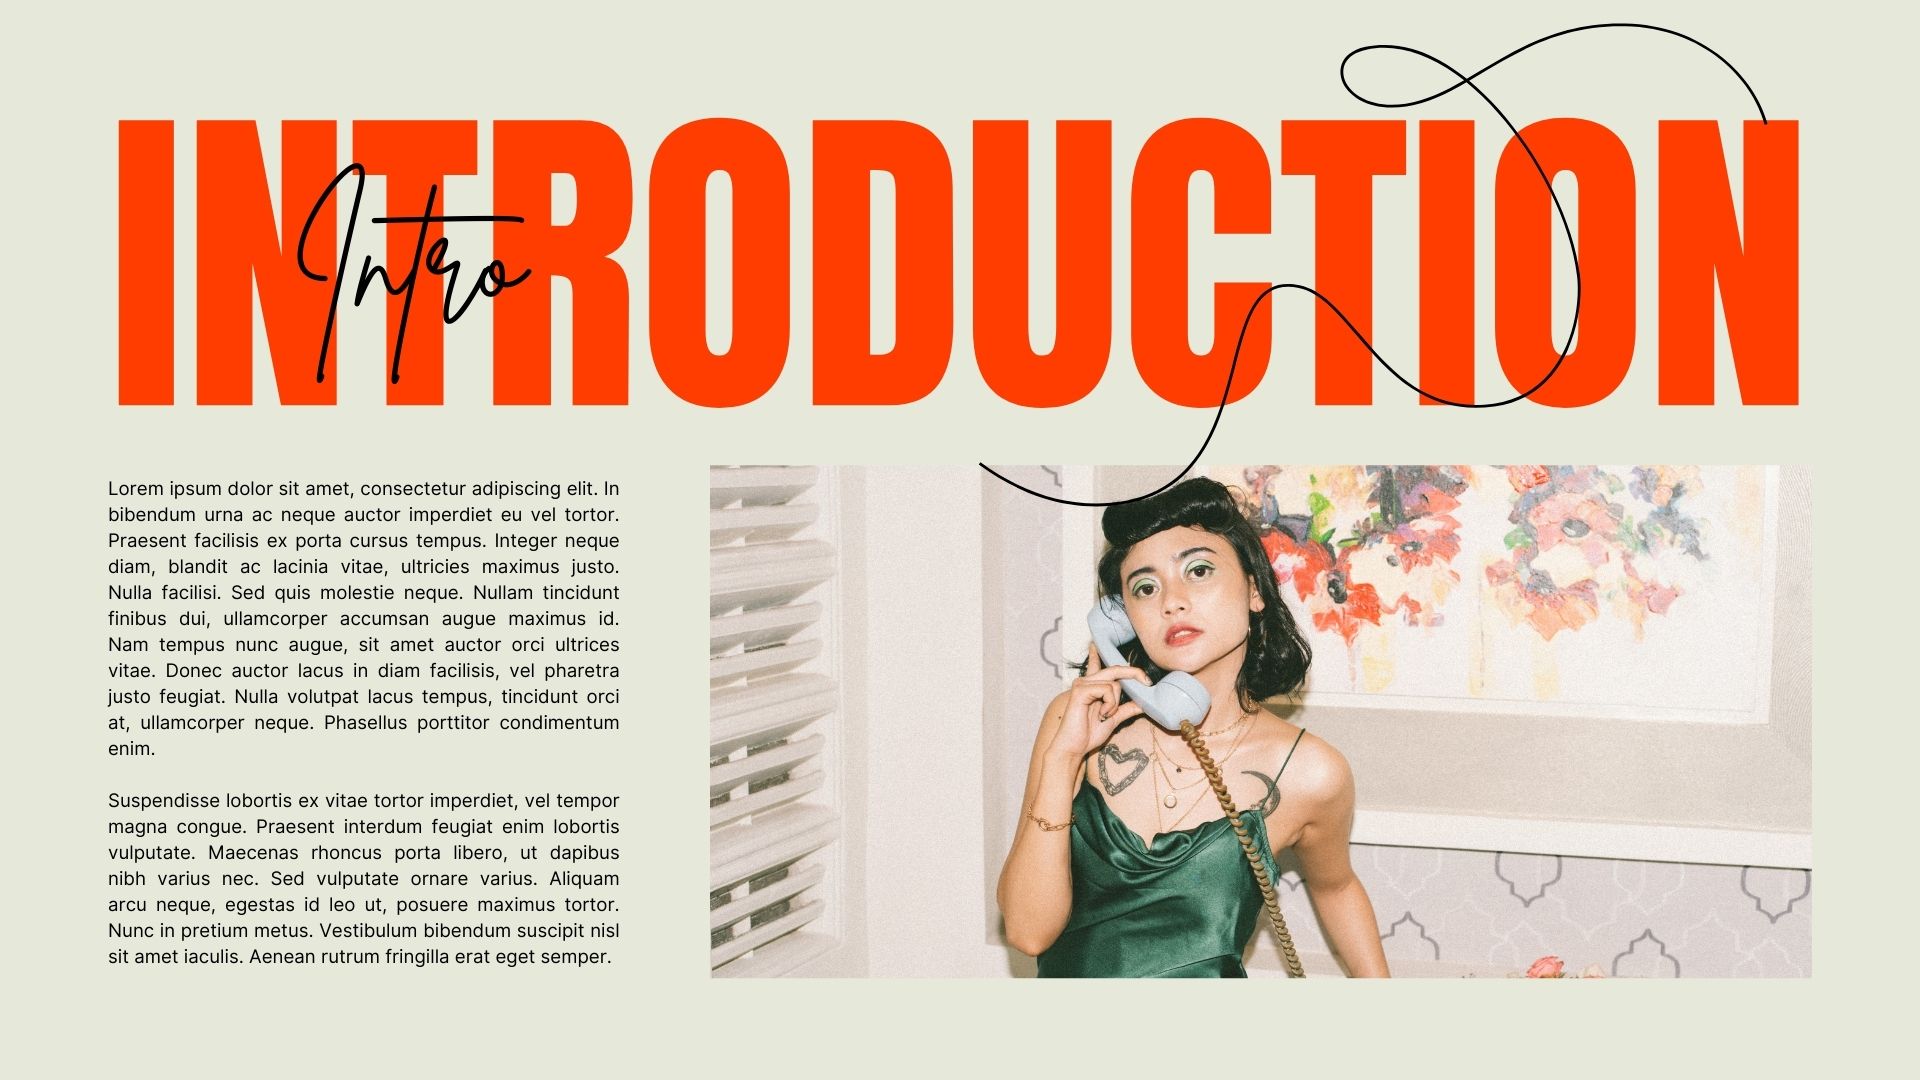 INTRODUCTION
Intro
Lorem ipsum dolor sit amet, consectetur adipiscing elit. In
bibendum urna ac neque auctor imperdiet eu vel tortor.
Praesent facilisis ex porta cursus tempus. Integer neque
diam, blandit ac lacinia vitae, ultricies maximus justo.
Nulla facilisi. Sed quis molestie neque. Nullam tincidunt
finibus dui, ullamcorper accumsan augue maximus id.
Nam tempus nunc augue, sit amet auctor orci ultrices
vitae. Donec auctor lacus in diam facilisis, vel pharetra
justo feugiat. Nulla volutpat lacus tempus, tincidunt orci
at, ullamcorper neque. Phasellus porttitor condimentum
enim.
Suspendisse lobortis ex vitae tortor imperdiet, vel tempor
magna congue. Praesent interdum feugiat enim lobortis
vulputate. Maecenas rhoncus porta libero, ut dapibus
nibh varius nec. Sed vulputate ornare varius. Aliquam
arcu neque, egestas id leo ut, posuere maximus tortor.
Nunc in pretium metus. Vestibulum bibendum suscipit nisl
sit amet iaculis. Aenean rutrum fringilla erat eget semper.